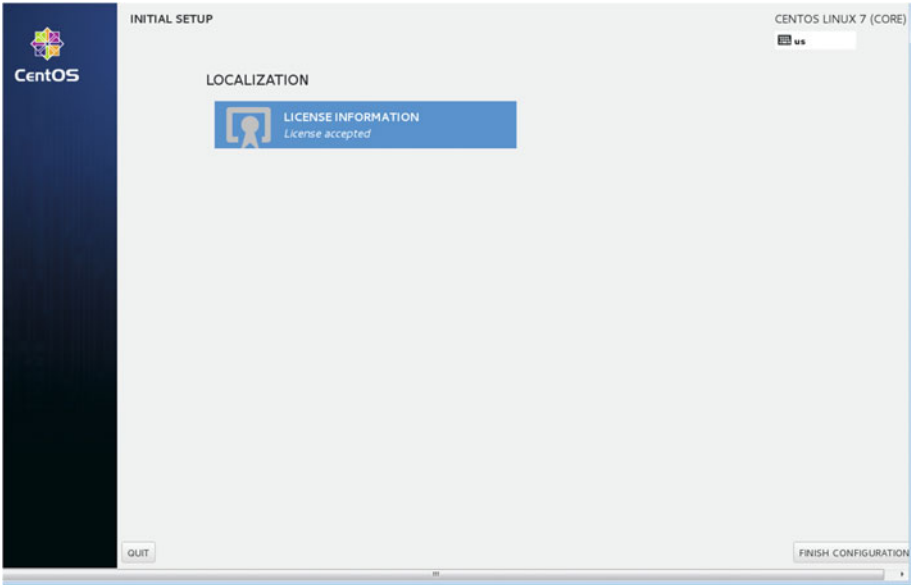 INITIAL SETUP
CENTOS LINUX 7 (CORE)
us
CentOS
LOCALIZATION
LICENSE INFORMATION
License accepted
QUIT
FINISH CONFIGURATION